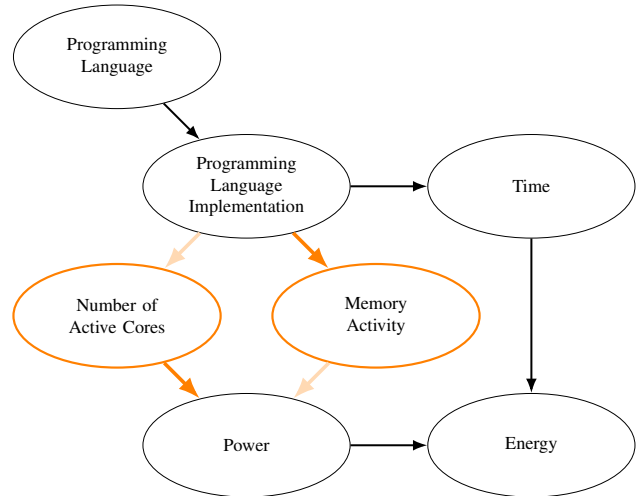 Programming
Language
Programming
Language
Implementation
Time
Number of
Active Cores
Memory
Activity
Power
Energy